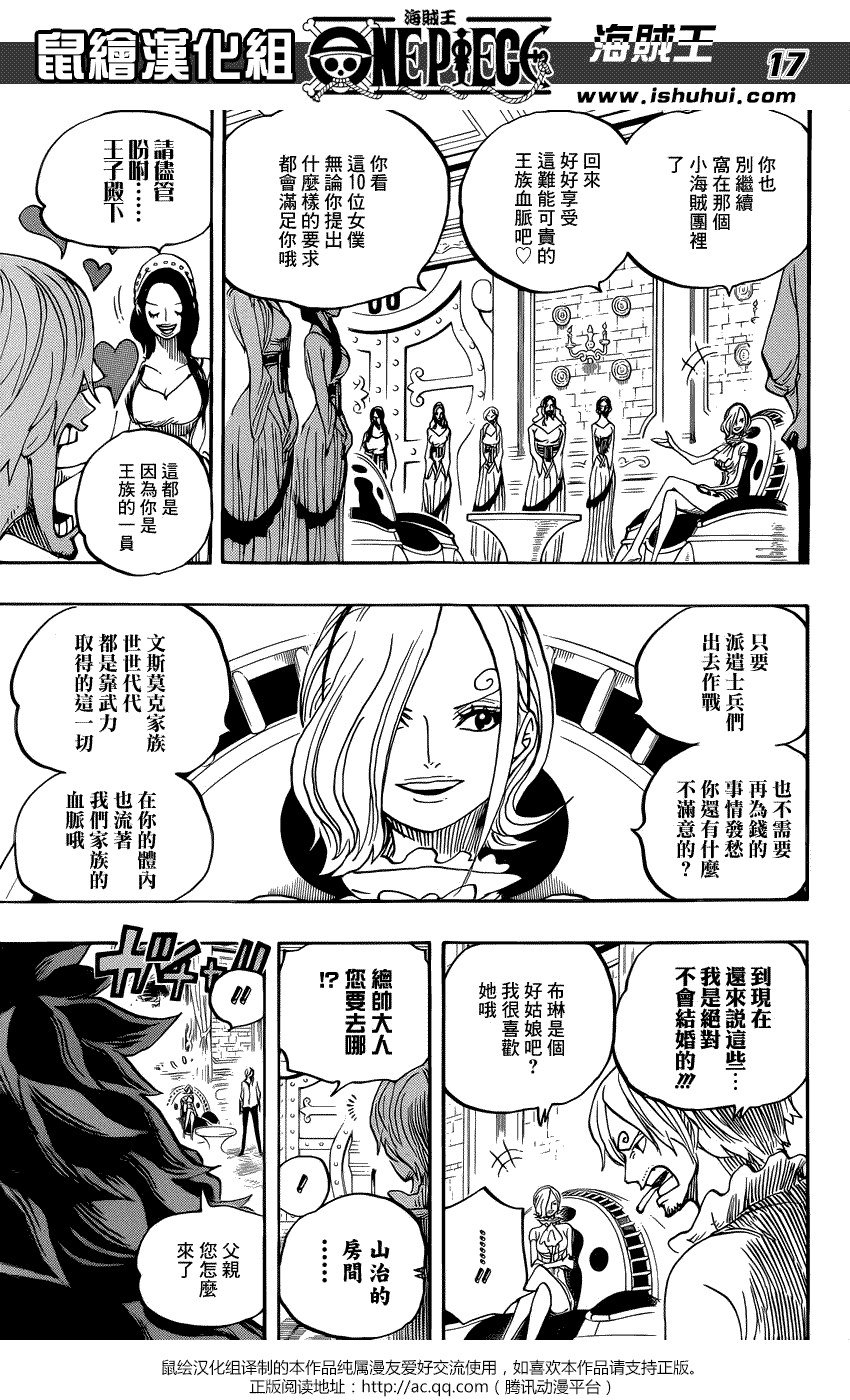 鼠繪漢化組
海賊王
ONE PIECE
海賊王
17
www.ishuhui.com
你也
別繼續
窩在那個
小海賊團裡
了
回來
好好享受
這難能可貴的
王族血脈吧♡
你看
這10位女僕
無論你提出
什麼樣的要求
都會滿足你哦
請儘管
吩咐……
王子殿下
這都是
因為你是
王族的一員
只要
派遣士兵們
出去作戰
也不需要
再為錢的
事情發愁
你還有什麼
不滿意的？
文斯莫克家族
世世代代
都是靠武力
取得的這一切
在你的體內
也流著
我們家族的
血脈哦
到現在
還來說這些…
我是絕對
不會結婚的!!!
布琳是個
好姑娘吧？
我很喜歡
她哦
……!!
總帥大人
您要去哪
!?
!!
山治的
房間
……
!!
父親
您怎麼
來了
鼠绘汉化组译制的本作品纯属漫友爱好交流使用，如喜欢本作品请支持正版。
正版阅读地址：http://ac.qq.com（腾讯动漫平台）